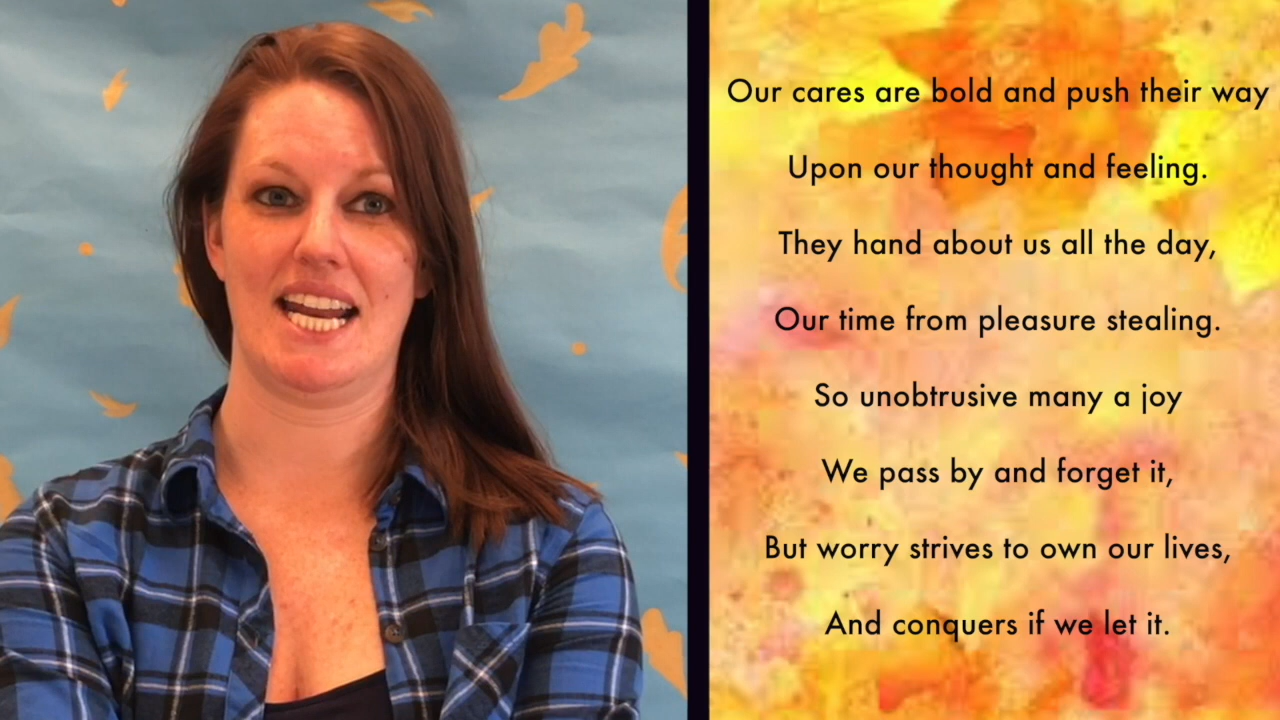 Our cares are bold and push their way
Upon our thought and feeling.
They hand about us all the day,
Our time from pleasure stealing.
So unobtrusive many a joy
We pass by and forget it,
But worry strives to own our lives,
And conquers if we let it.